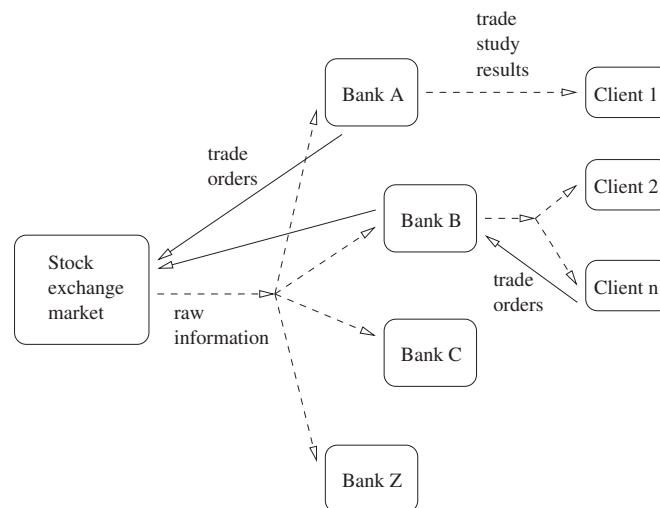 trade
study
results
Bank A
Client 1
trade
orders
Client 2
Bank B
Stock
exchange
market
Client n
trade
orders
raw
information
Bank C
Bank Z